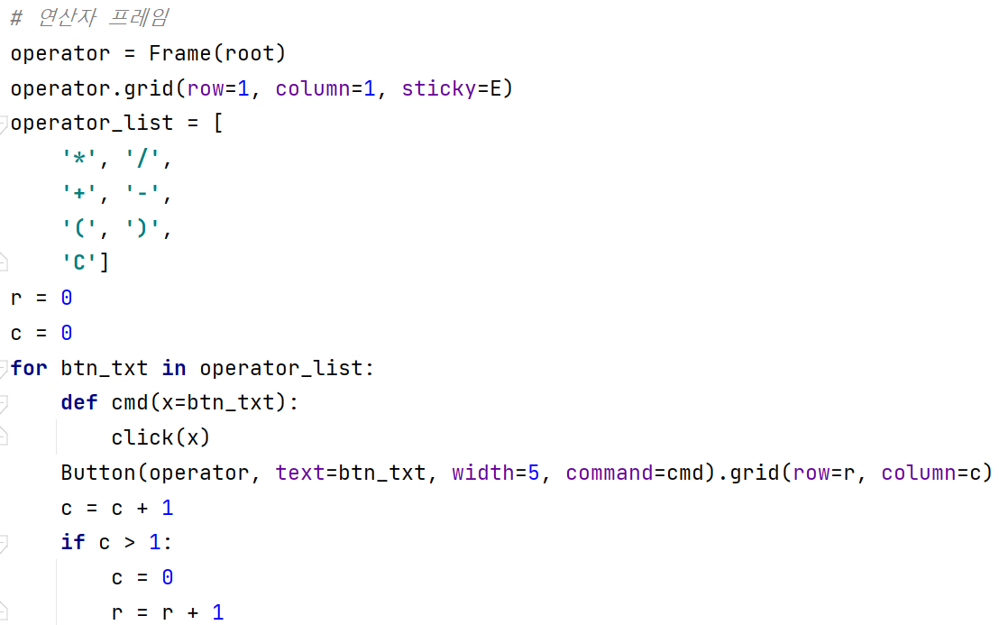 # 연산자 프레임
operator = Frame(root)
operator.grid(row=1, column=1, sticky=E)
operator_list = [
    '*', '/',
    '+', '-',
    '(', ')',
    'C']
r = 0
c = 0
for btn_txt in operator_list:
    def cmd(x=btn_txt):
        click(x)
    Button(operator, text=btn_txt, width=5, command=cmd).grid(row=r, column=c)
    c = c + 1
    if c > 1:
        c = 0
        r = r + 1